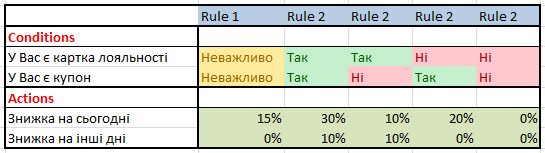 Rule 1 Rule 2 Rule 2 Rule 2 Rule 2
Conditions
У Вас є картка лояльності Неважливо Так Так Ні Ні
У Вас є купон Неважливо Так Ні Так Ні
Actions
Знижка на сьогодні 15% 30% 10% 20% 0%
Знижка на інші дні 0% 10% 10% 0% 0%